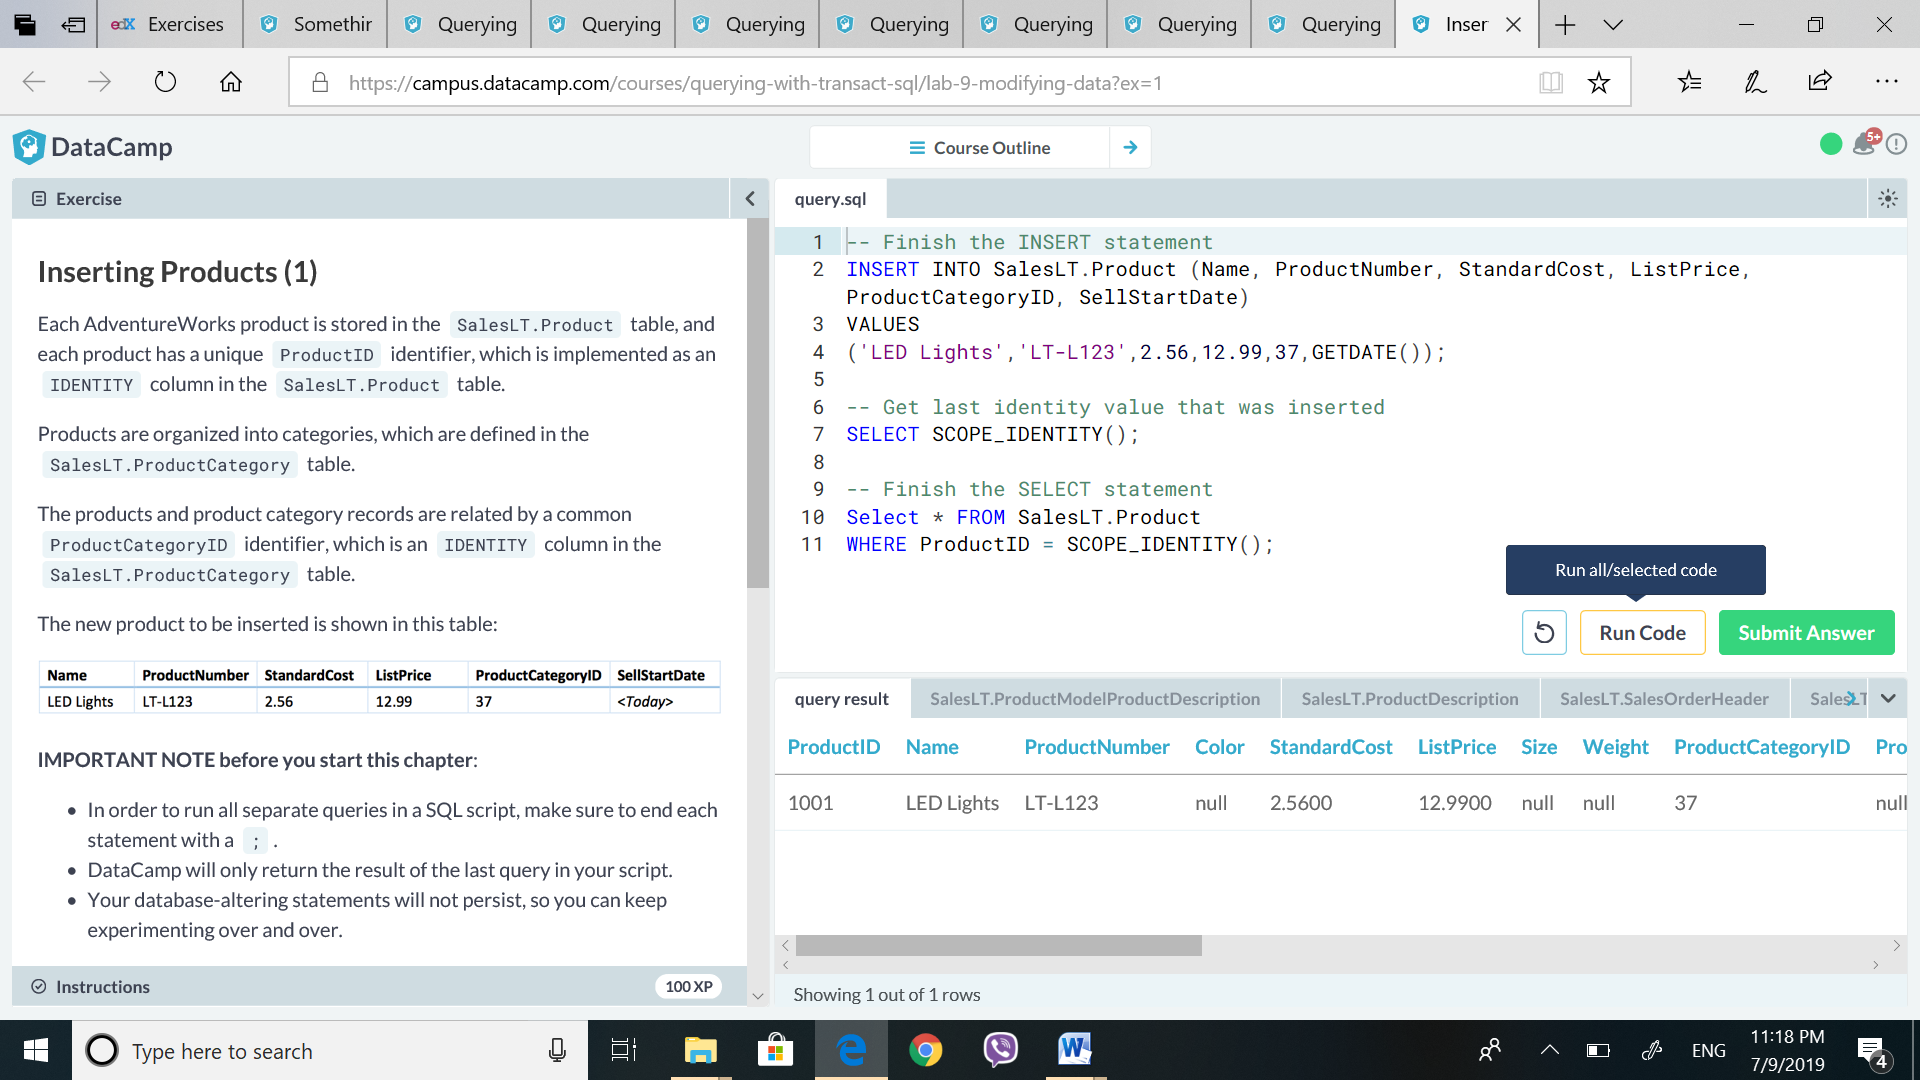 edX Exercises
Somethir
Querying
Querying
Querying
Querying
Querying
Querying
Querying
Inser
https://campus.datacamp.com/courses/querying-with-transact-sql/lab-9-modifying-data?ex=1
DataCamp
Course Outline
5+
Exercise
query.sql
Inserting Products (1)
Each AdventureWorks product is stored in the SalesLT.Product table, and
each product has a unique ProductID identifier, which is implemented as an
IDENTITY column in the SalesLT.Product table.
Products are organized into categories, which are defined in the
SalesLT.ProductCategory table.
The products and product category records are related by a common
ProductCategoryID identifier, which is an IDENTITY column in the
SalesLT.ProductCategory table.
The new product to be inserted is shown in this table:
Name ProductNumber StandardCost ListPrice ProductCategoryID SellStartDate
LED Lights LT-L123 2.56 12.99 37 <Today>
IMPORTANT NOTE before you start this chapter:
• In order to run all separate queries in a SQL script, make sure to end each
statement with a ; .
• DataCamp will only return the result of the last query in your script.
• Your database-altering statements will not persist, so you can keep
experimenting over and over.
Instructions
100 XP
1 -- Finish the INSERT statement
2 INSERT INTO SalesLT.Product (Name, ProductNumber, StandardCost, ListPrice,
ProductCategoryID, SellStartDate)
3 VALUES
4 ('LED Lights','LT-L123',2.56,12.99,37,GETDATE());
5
6 -- Get last identity value that was inserted
7 SELECT SCOPE_IDENTITY();
8
9 -- Finish the SELECT statement
10 Select * FROM SalesLT.Product
11 WHERE ProductID = SCOPE_IDENTITY();
Run all/selected code
Run Code
Submit Answer
query result
SalesLT.ProductModelProductDescription
SalesLT.ProductDescription
SalesLT.SalesOrderHeader
SalesLT
ProductID Name ProductNumber Color StandardCost ListPrice Size Weight ProductCategoryID Pro
1001 LED Lights LT-L123 null 2.5600 12.9900 null null 37 null
Showing 1 out of 1 rows
Type here to search
W
ENG
11:18 PM
7/9/2019
4